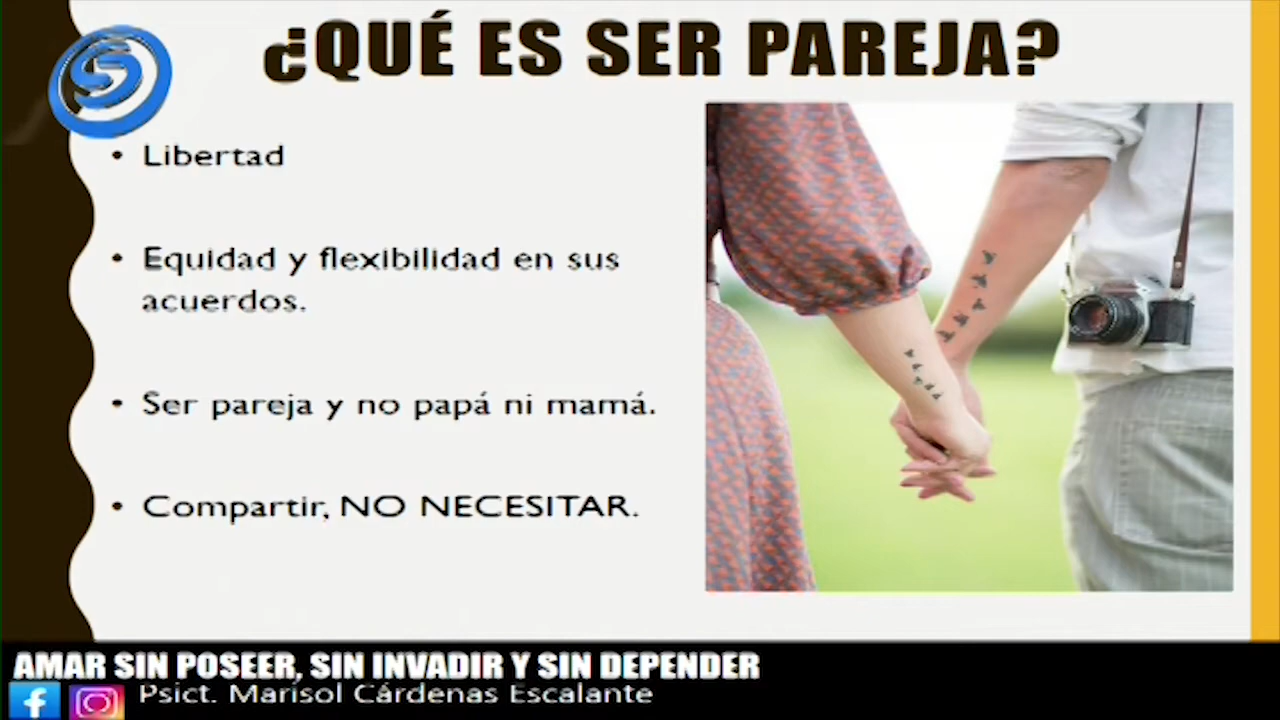 ¿QUÉ ES SER PAREJA?
• Libertad
• Equidad y flexibilidad en sus
acuerdos.
• Ser pareja y no papá ni mamá.
• Compartir, NO NECESITAR.
AMAR SIN POSEER, SIN INVADIR Y SIN DEPENDER
Psict. Marisol Cárdenas Escalante